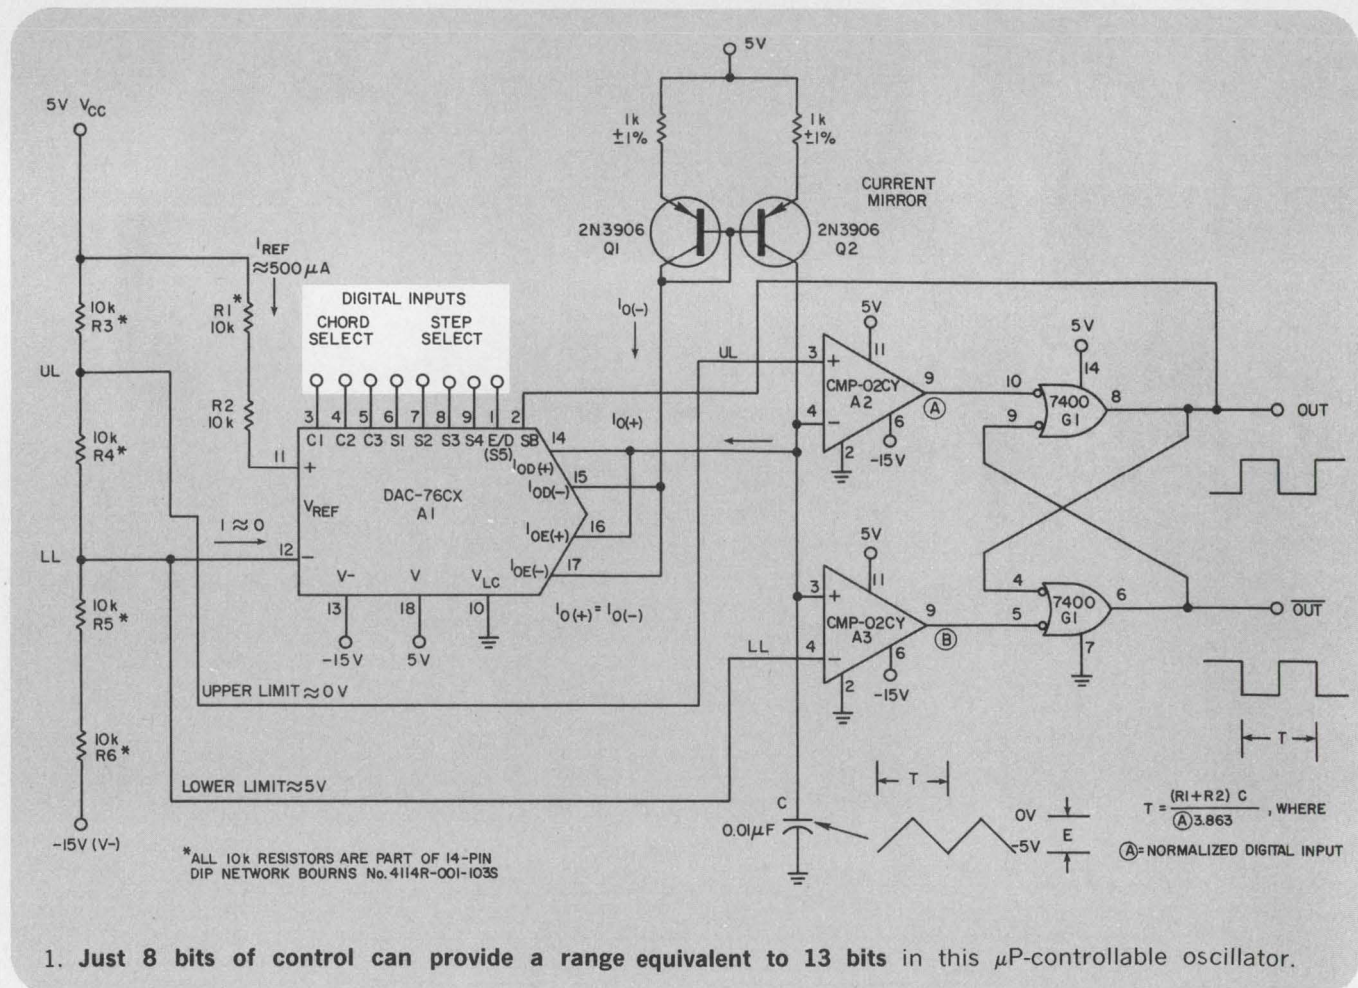 5V
5V VCC
1k
±1%
1k
±1%
CURRENT
MIRROR
2N3906
Q1
2N3906
Q2
IREF
≈500μA
10k
R3*
R1*
10k
DIGITAL INPUTS
CHORD
SELECT
STEP
SELECT
IO(-)
UL
UL
R2
10k
3 4 5 6 7 8 9 1 2
C1 C2 C3 S1 S2 S3 S4 E/D SB
(S5)
10k
R4*
11
+
VREF
DAC-76CX
A1
IO(+)
14
IOD(+)
15
IOD(-)
16
IOE(+)
17
IOE(-)
I≈0
LL
12
-
V-
V
VLC
13
18
10
-15V
5V
IO(+) = IO(-)
10k
R5*
5V
11
3
+
CMP-02CY
A2
4
-
9
A
6
-15V
2
5V
14
10
9
7400
G1
8
OUT
5V
11
3
+
CMP-02CY
A3
4
-
LL
9
B
6
-15V
2
4
5
7400
G1
6
7
OUT
UPPER LIMIT≈0V
10k
R6*
LOWER LIMIT≈5V
-15V (V-)
*ALL 10k RESISTORS ARE PART OF 14-PIN
DIP NETWORK BOURNS No. 4114R-001-103S
C
0.01μF
T
0V
E
-5V
T
T = (R1+R2) C / Ⓐ3.863, WHERE
Ⓐ=NORMALIZED DIGITAL INPUT
1. Just 8 bits of control can provide a range equivalent to 13 bits in this μP-controllable oscillator.